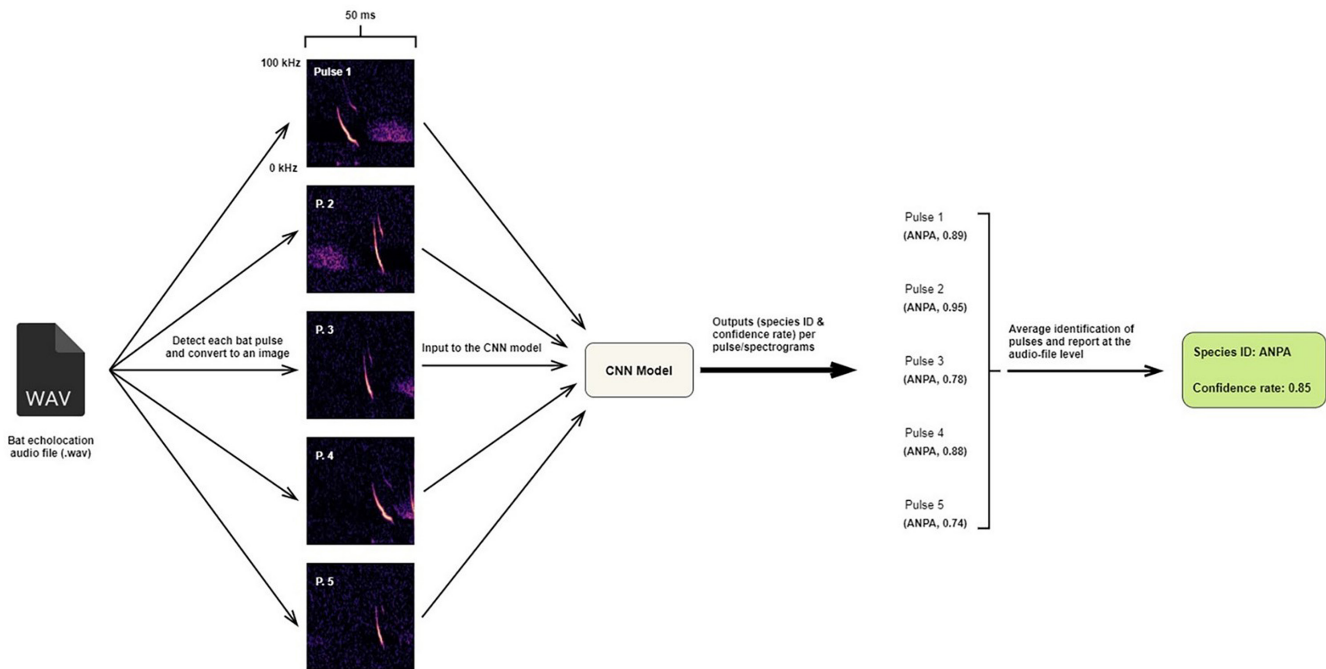 50 ms
100 kHz
Pulse 1
0 kHz
P. 2
Detect each bat pulse
and convert to an image
P. 3
Input to the CNN model
P. 4
P. 5
WAV
Bat echolocation
audio file (.wav)
CNN Model
Outputs (species ID &
confidence rate) per
pulse/spectrograms
Pulse 1
(ANPA, 0.89)
Pulse 2
(ANPA, 0.95)
Pulse 3
(ANPA, 0.78)
Pulse 4
(ANPA, 0.88)
Pulse 5
(ANPA, 0.74)
Average identification of
pulses and report at the
audio-file level
Species ID: ANPA
Confidence rate: 0.85